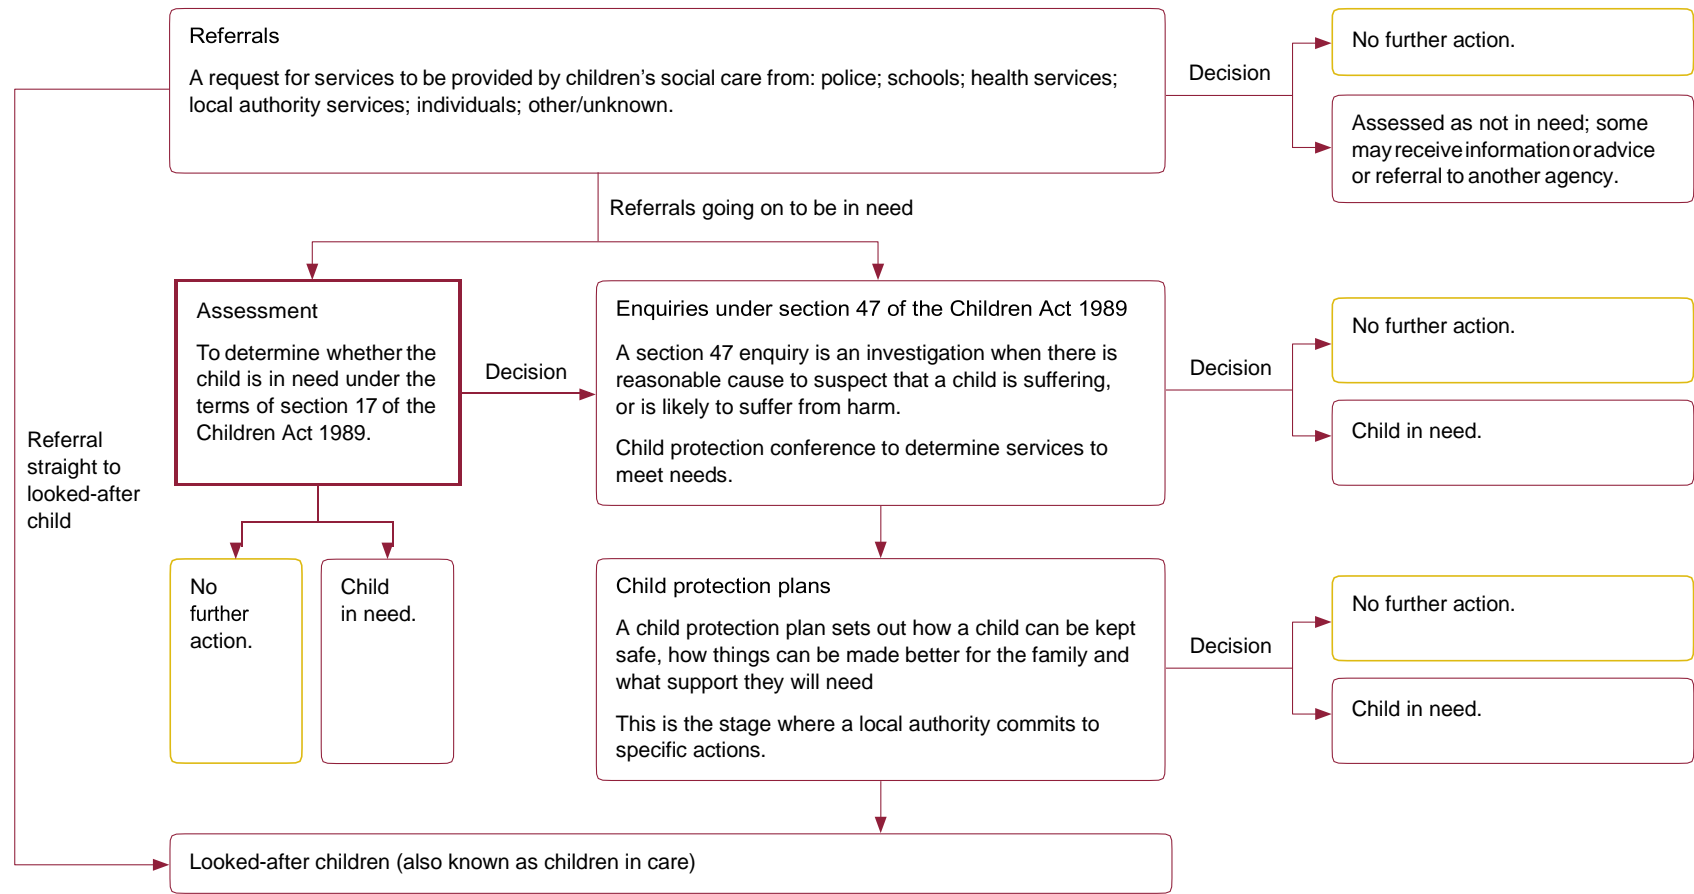 Referrals
A request for services to be provided by children’s social care from: police; schools; health services;
local authority services; individuals; other/unknown.
Decision
No further action.
Assessed as not in need; some
may receive information or advice
or referral to another agency.
Referrals going on to be in need
Referral
straight to
looked-after
child
Assessment
To determine whether the
child is in need under the
terms of section 17 of the
Children Act 1989.
Decision
No
further
action.
Child
in need.
Enquiries under section 47 of the Children Act 1989
A section 47 enquiry is an investigation when there is
reasonable cause to suspect that a child is suffering,
or is likely to suffer from harm.
Child protection conference to determine services to
meet needs.
Decision
No further action.
Child in need.
Child protection plans
A child protection plan sets out how a child can be kept
safe, how things can be made better for the family and
what support they will need
This is the stage where a local authority commits to
specific actions.
Decision
No further action.
Child in need.
Looked-after children (also known as children in care)